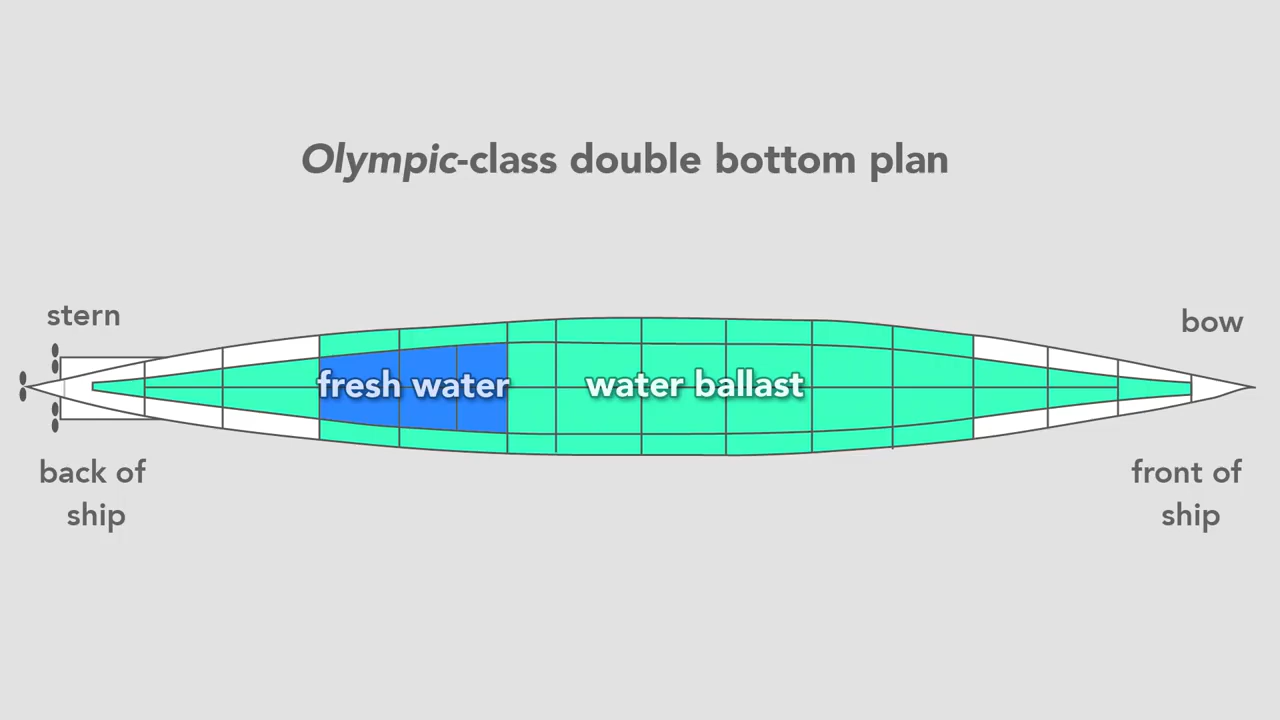 Olympic-class double bottom plan
stern
bow
fresh water
water ballast
back of
ship
front of
ship